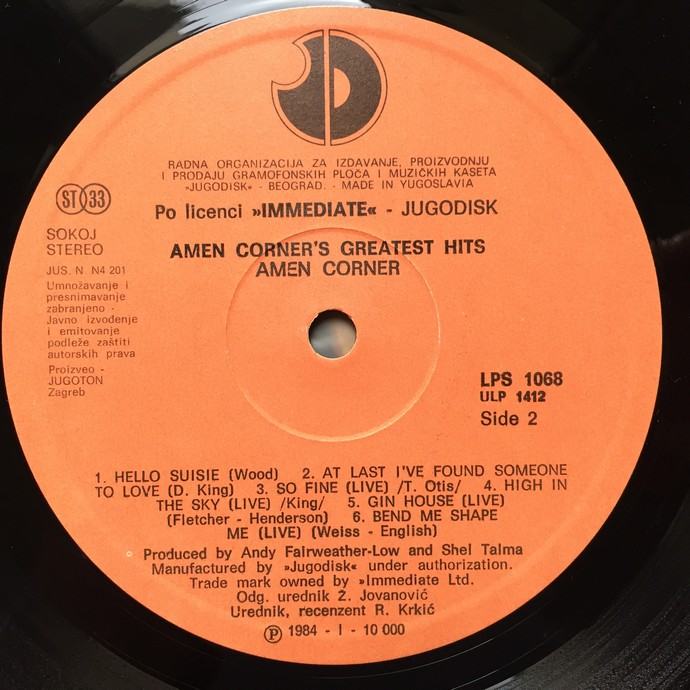 JD
RADNA ORGANIZACIJA ZA IZDAVANJE, PROIZVODNJU
I PRODAJU GRAMOFONSKIH PLOČA I MUZIČKIH KASETA
»JUGODISK« - BEOGRAD. - MADE IN YUGOSLAVIA
Po licenci »IMMEDIATE« - JUGODISK
ST 33
SOKOJ
STEREO
JUS. N. N4 201
Umnožavanje i
presnimavanje
zabranjeno -
Javno izvođenje
i emitovanje
podleže zaštiti
autorskih prava
Proizveo -
JUGOTON
Zagreb
AMEN CORNER'S GREATEST HITS
AMEN CORNER
LPS 1068
ULP 1412
Side 2
1. HELLO SUISIE (Wood) 2. AT LAST I'VE FOUND SOMEONE
TO LOVE (D. King) 3. SO FINE (LIVE) /T. Otis/ 4. HIGH IN
THE SKY (LIVE) /King/ 5. GIN HOUSE (LIVE)
(Fletcher - Henderson) 6. BEND ME SHAPE
ME (LIVE) (Weiss - English)
Produced by Andy Fairweather-Low and Shel Talma
Manufactured by »Jugodisk« under authorization.
Trade mark owned by »Immediate Ltd.
Odg. urednik Ž. Jovanović
Urednik, recenzent R. Krkić
Ⓟ 1984 - I - 10 000